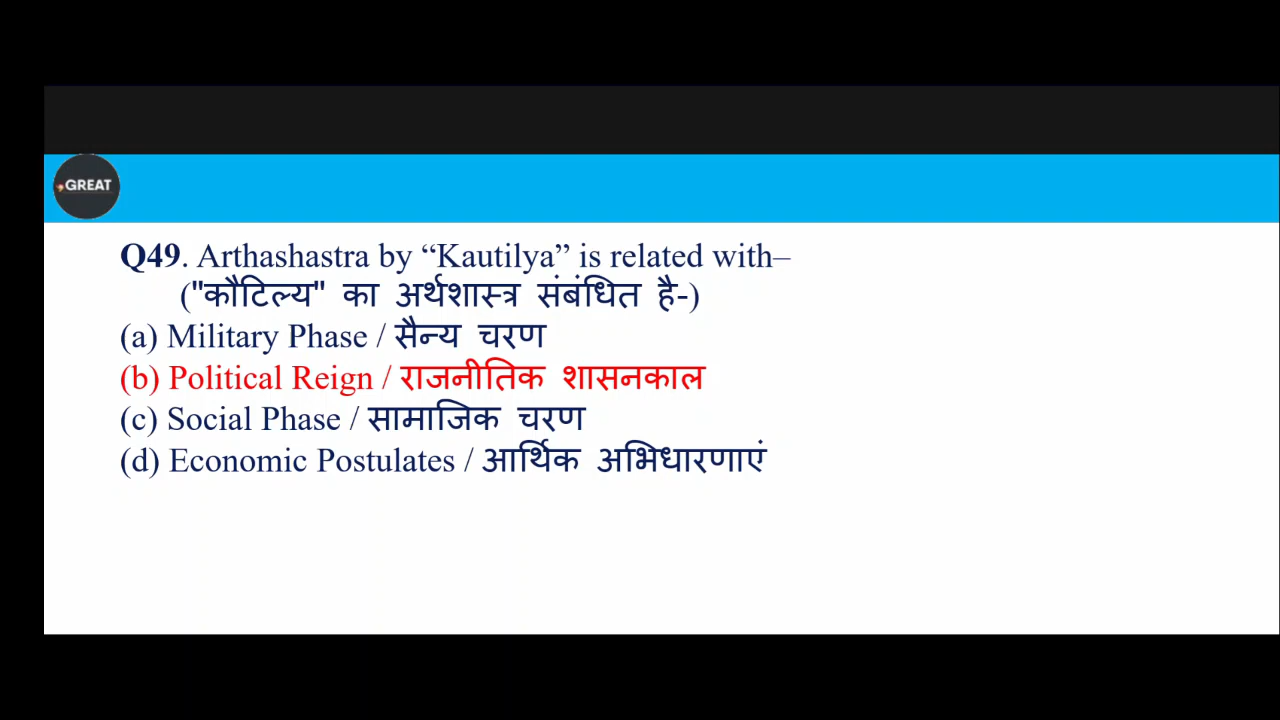 GREAT
Q49. Arthashastra by “Kautilya” is related with–
("कौटिल्य" का अर्थशास्त्र संबंधित है-)
(a) Military Phase / सैन्य चरण
(b) Political Reign / राजनीतिक शासनकाल
(c) Social Phase / सामाजिक चरण
(d) Economic Postulates / आर्थिक अभिधारणाएं